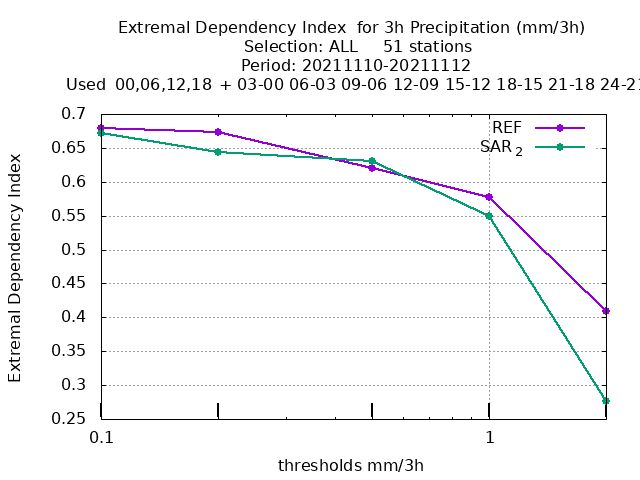 Extremal Dependency Index  for 3h Precipitation (mm/3h)
Selection: ALL     51 stations
Period: 20211110-20211112
Used  00,06,12,18  + 03-00 06-03 09-06 12-09  15-12  18-15  21-18  24-21
REF
SAR 2
0.7
0.65
0.6
0.55
0.5
0.45
0.4
0.35
0.3
0.25
0.1
1
Extremal Dependency Index
thresholds mm/3h